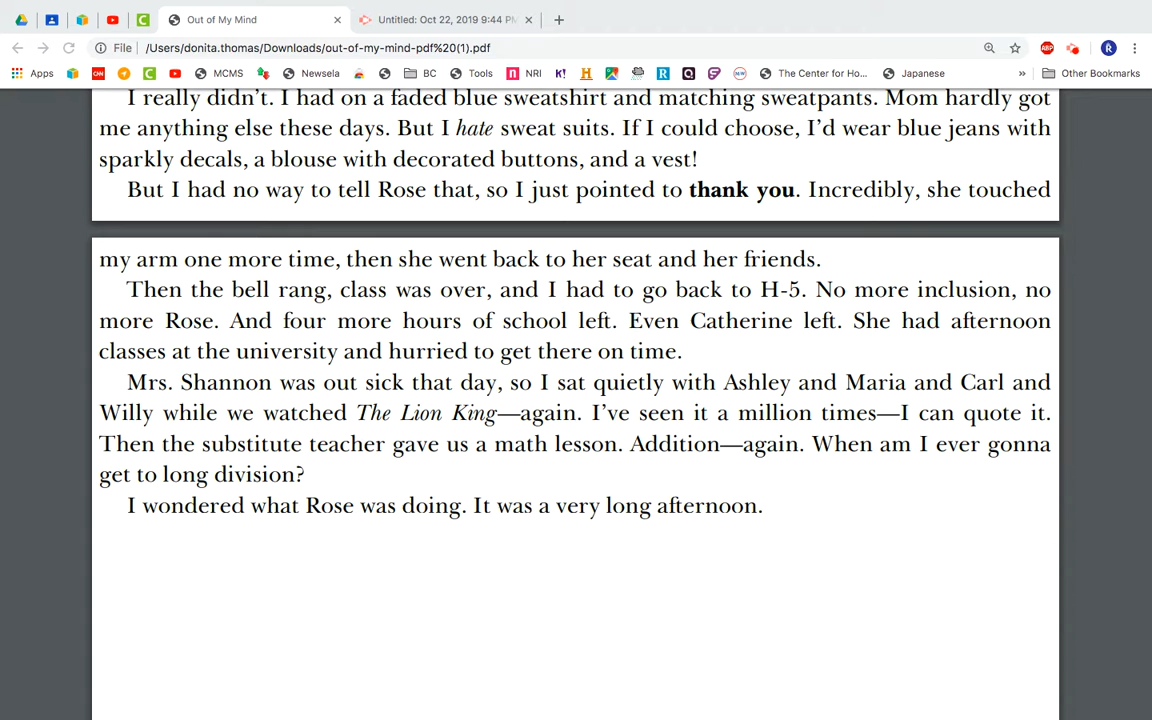 Out of My Mind
Untitled: Oct 22, 2019 9:44 PM
File /Users/donita.thomas/Downloads/out-of-my-mind-pdf%20(1).pdf
Apps MCMS Newsela BC Tools NRI The Center for Ho... Japanese » Other Bookmarks
I really didn’t. I had on a faded blue sweatshirt and matching sweatpants. Mom hardly got
me anything else these days. But I hate sweat suits. If I could choose, I’d wear blue jeans with
sparkly decals, a blouse with decorated buttons, and a vest!
But I had no way to tell Rose that, so I just pointed to thank you. Incredibly, she touched
my arm one more time, then she went back to her seat and her friends.
Then the bell rang, class was over, and I had to go back to H-5. No more inclusion, no
more Rose. And four more hours of school left. Even Catherine left. She had afternoon
classes at the university and hurried to get there on time.
Mrs. Shannon was out sick that day, so I sat quietly with Ashley and Maria and Carl and
Willy while we watched The Lion King—again. I’ve seen it a million times—I can quote it.
Then the substitute teacher gave us a math lesson. Addition—again. When am I ever gonna
get to long division?
I wondered what Rose was doing. It was a very long afternoon.